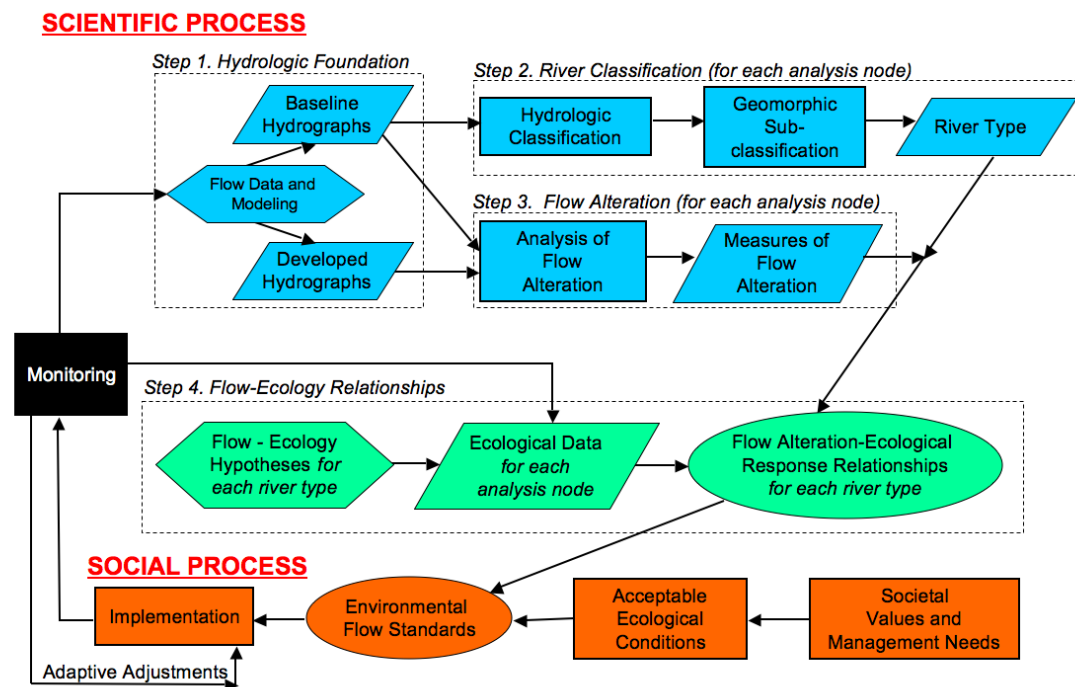 SCIENTIFIC PROCESS
Step 1. Hydrologic Foundation
Step 2. River Classification (for each analysis node)
Baseline
Hydrographs
Hydrologic
Classification
Geomorphic
Sub-
classification
River Type
Flow Data and
Modeling
Step 3. Flow Alteration (for each analysis node)
Developed
Hydrographs
Analysis of
Flow
Alteration
Measures of
Flow
Alteration
Monitoring
Step 4. Flow-Ecology Relationships
Flow - Ecology
Hypotheses for
each river type
Ecological Data
for each
analysis node
Flow Alteration-Ecological
Response Relationships
for each river type
SOCIAL PROCESS
Implementation
Environmental
Flow Standards
Acceptable
Ecological
Conditions
Societal
Values and
Management Needs
Adaptive Adjustments